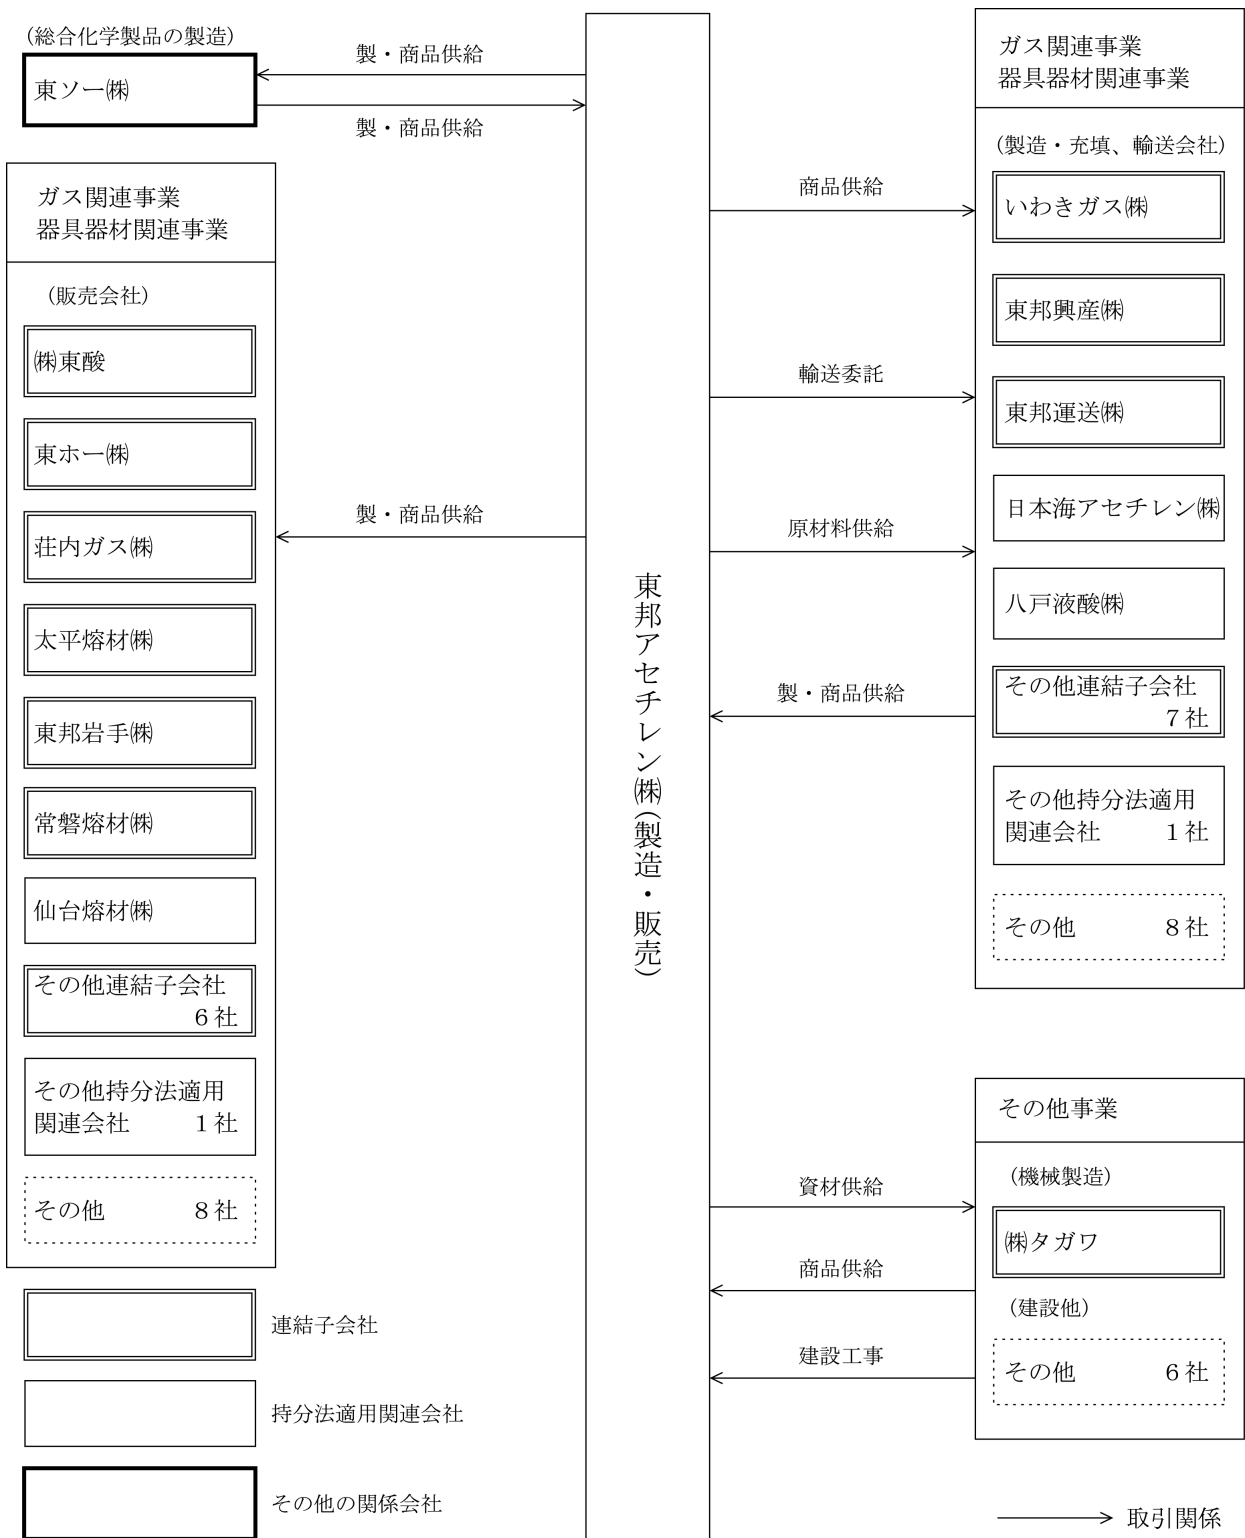 (総合化学製品の製造)
東ソー㈱
製・商品供給
製・商品供給
ガス関連事業
器具器材関連事業
(販売会社)
㈱東酸
東ホー㈱
荘内ガス㈱
太平熔材㈱
東邦岩手㈱
常磐熔材㈱
仙台熔材㈱
その他連結子会社
6社
その他持分法適用
関連会社 1社
その他 8社
製・商品供給
東邦アセチレン㈱(製造・販売)
商品供給
輸送委託
原材料供給
製・商品供給
ガス関連事業
器具器材関連事業
(製造・充填、輸送会社)
いわきガス㈱
東邦興産㈱
東邦運送㈱
日本海アセチレン㈱
八戸液酸㈱
その他連結子会社
7社
その他持分法適用
関連会社 1社
その他 8社
資材供給
商品供給
建設工事
その他事業
(機械製造)
㈱タガワ
(建設他)
その他 6社
連結子会社
持分法適用関連会社
その他の関係会社
取引関係